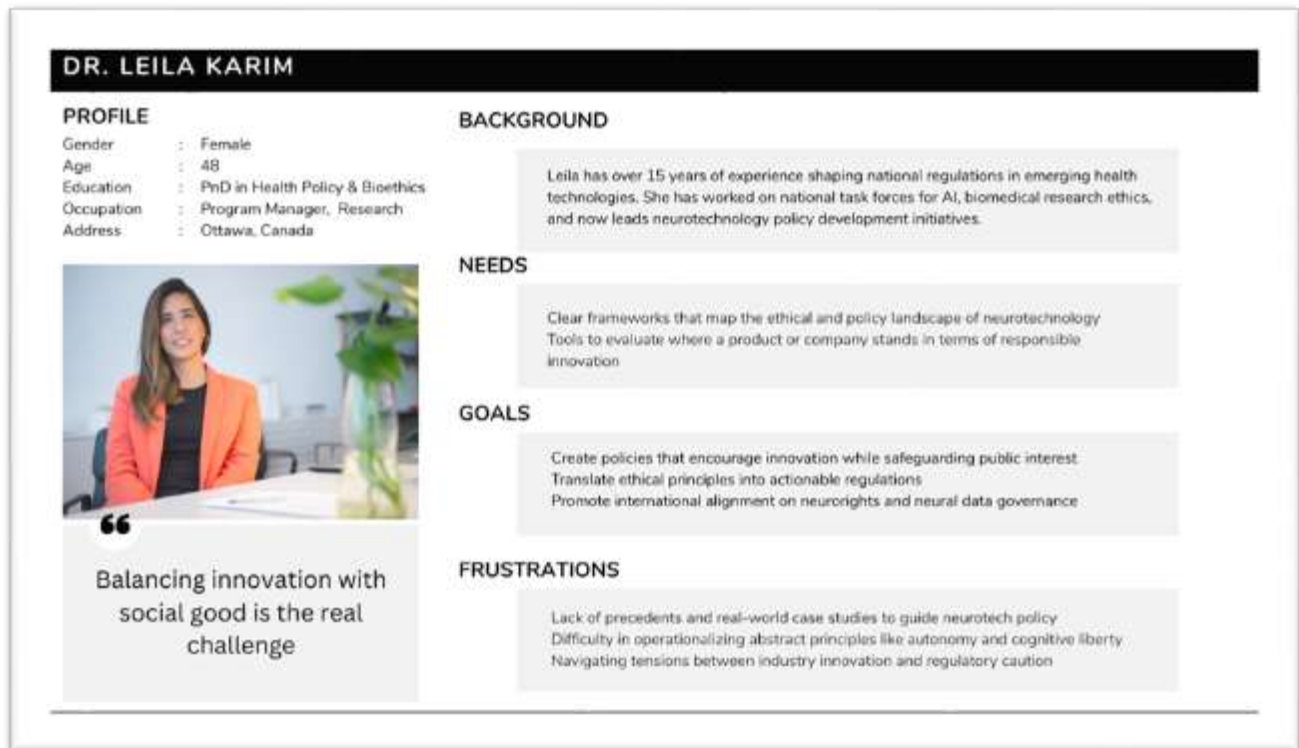 DR. LEILA KARIM
PROFILE
Gender : Female
Age : 48
Education : PnD in Health Policy & Bioethics
Occupation : Program Manager, Research
Address : Ottawa, Canada
“
Balancing innovation with
social good is the real
challenge
BACKGROUND
Leila has over 15 years of experience shaping national regulations in emerging health
technologies. She has worked on national task forces for AI, biomedical research ethics,
and now leads neurotechnology policy development initiatives.
NEEDS
Clear frameworks that map the ethical and policy landscape of neurotechnology
Tools to evaluate where a product or company stands in terms of responsible
innovation
GOALS
Create policies that encourage innovation while safeguarding public interest
Translate ethical principles into actionable regulations
Promote international alignment on neurorights and neural data governance
FRUSTRATIONS
Lack of precedents and real-world case studies to guide neurotech policy
Difficulty in operationalizing abstract principles like autonomy and cognitive liberty
Navigating tensions between industry innovation and regulatory caution